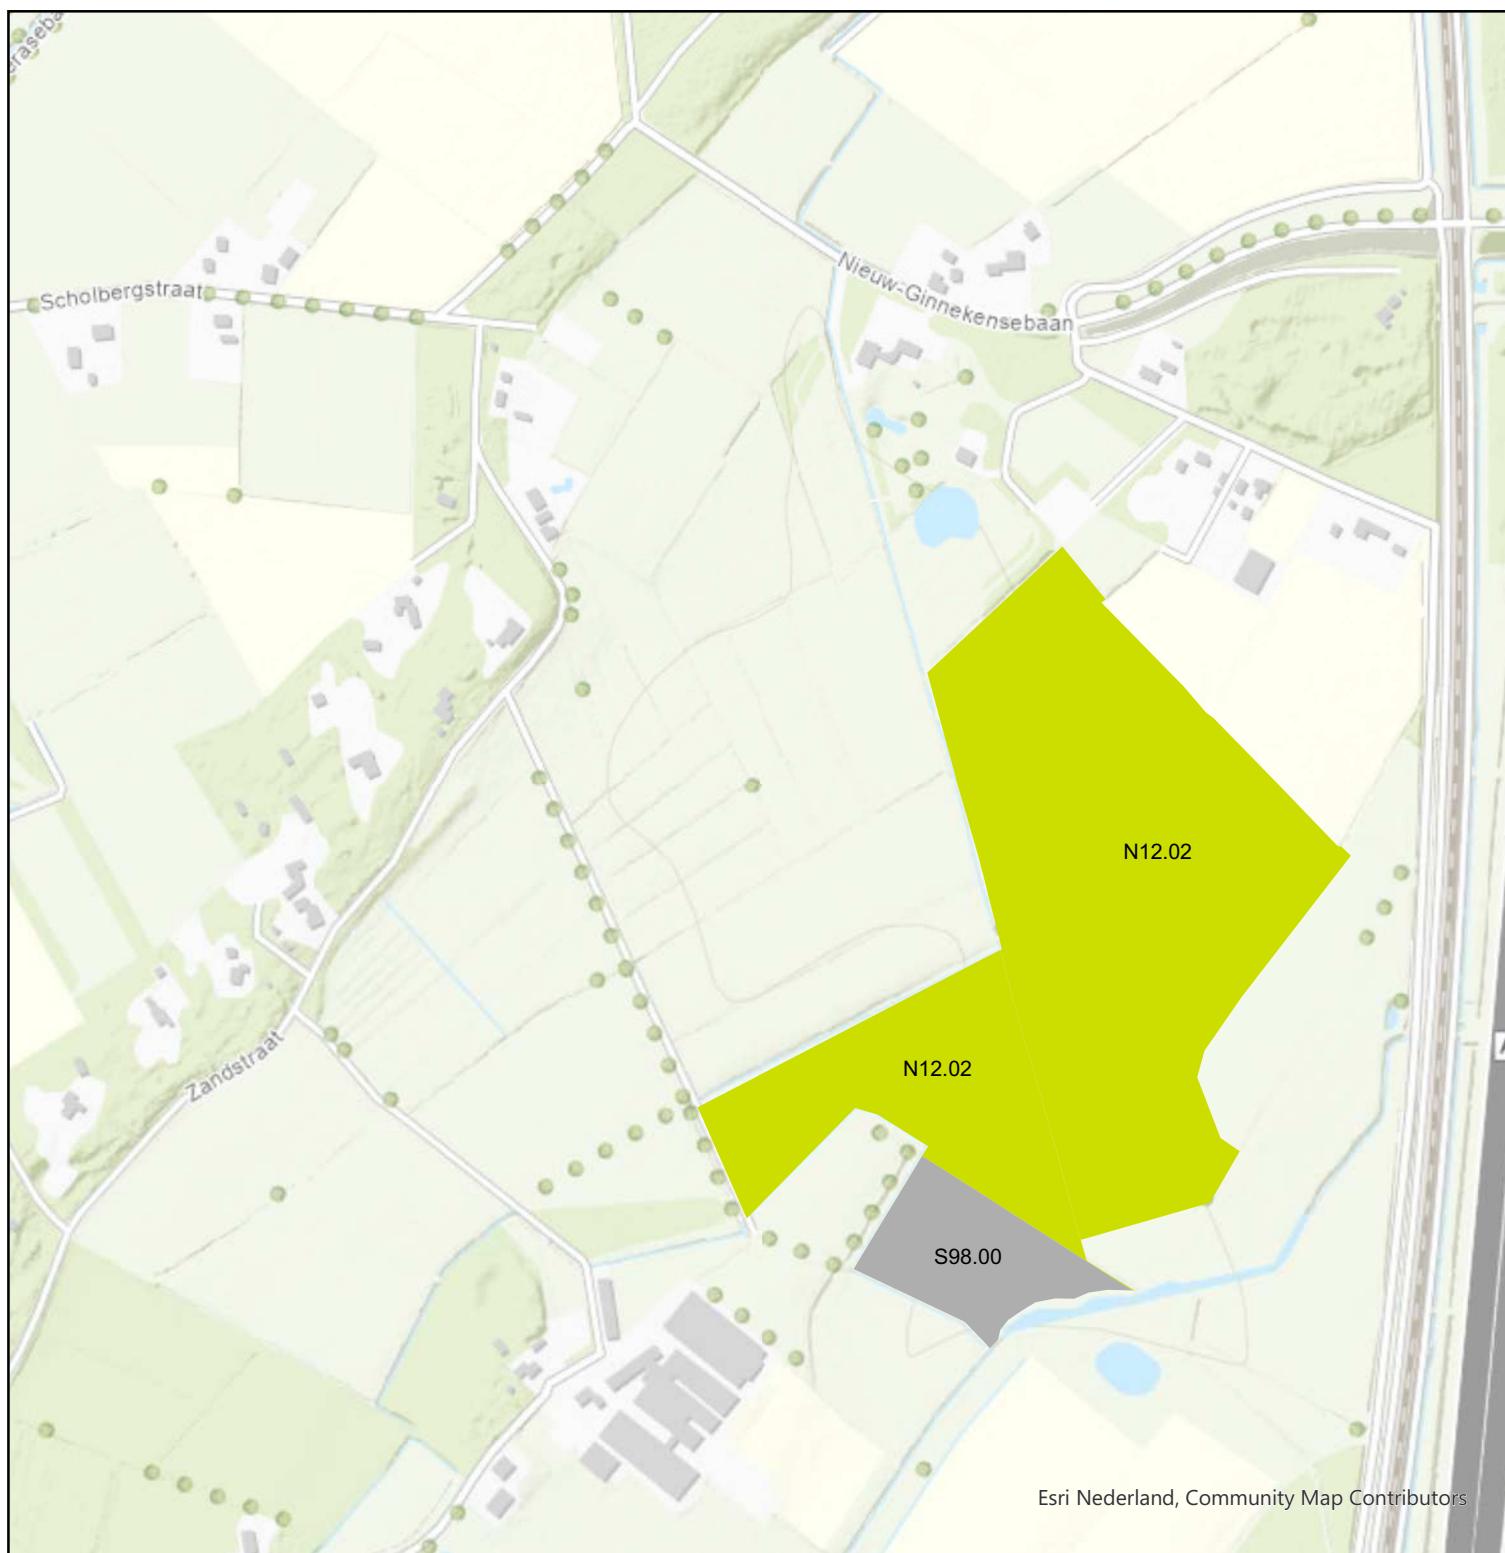 Scholbergstraat
Nieuw-Ginnekensebaan
N12.02
N12.02
Zandstraat
S98.00
Esri Nederland, Community Map Contributors